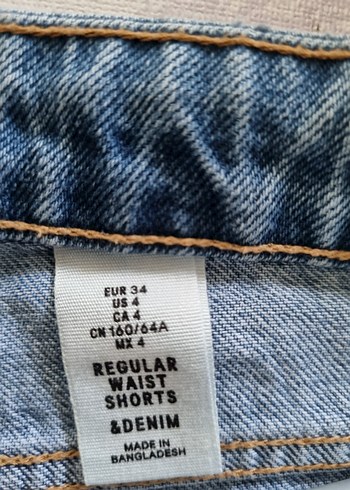 EUR 34
US 4
CA 4
CN 160/64A
MX 4
REGULAR
WAIST
SHORTS
&DENIM
MADE IN
BANGLADESH